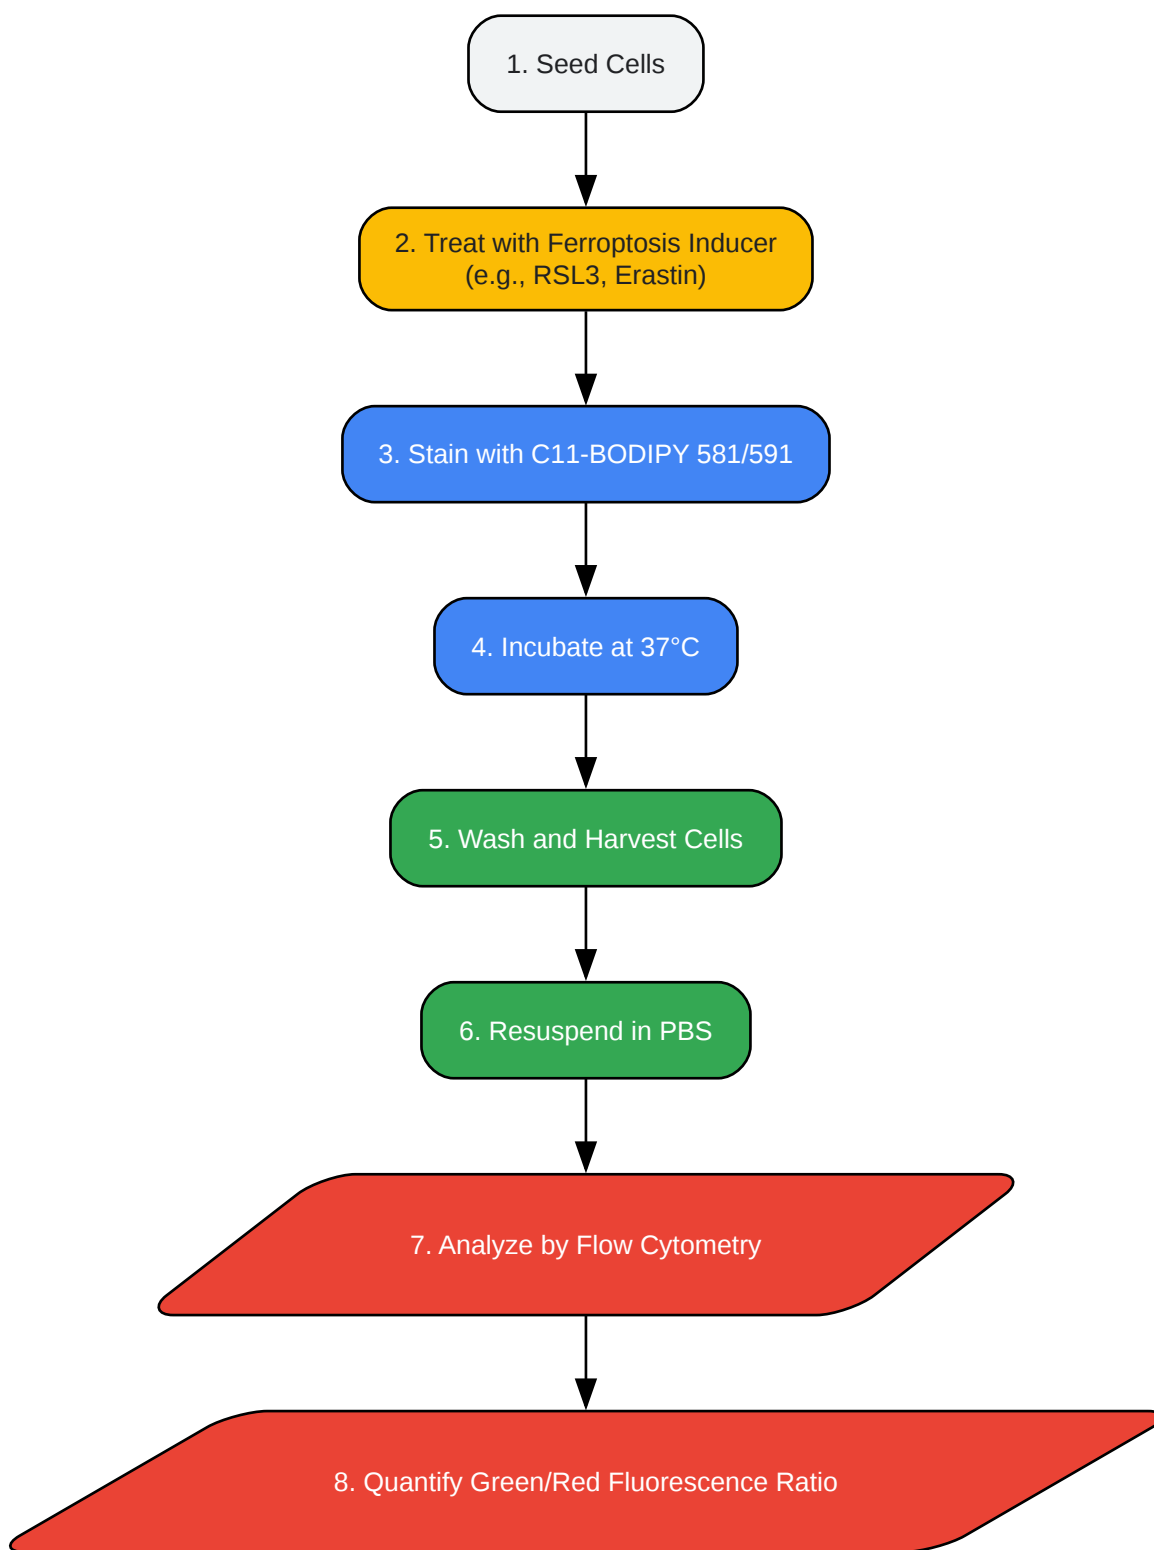 1. Seed Cells
2. Treat with Ferroptosis Inducer
(e.g., RSL3, Erastin)
3. Stain with C11-BODIPY 581/591
4. Incubate at 37°C
5. Wash and Harvest Cells
6. Resuspend in PBS
7. Analyze by Flow Cytometry
8. Quantify Green/Red Fluorescence Ratio